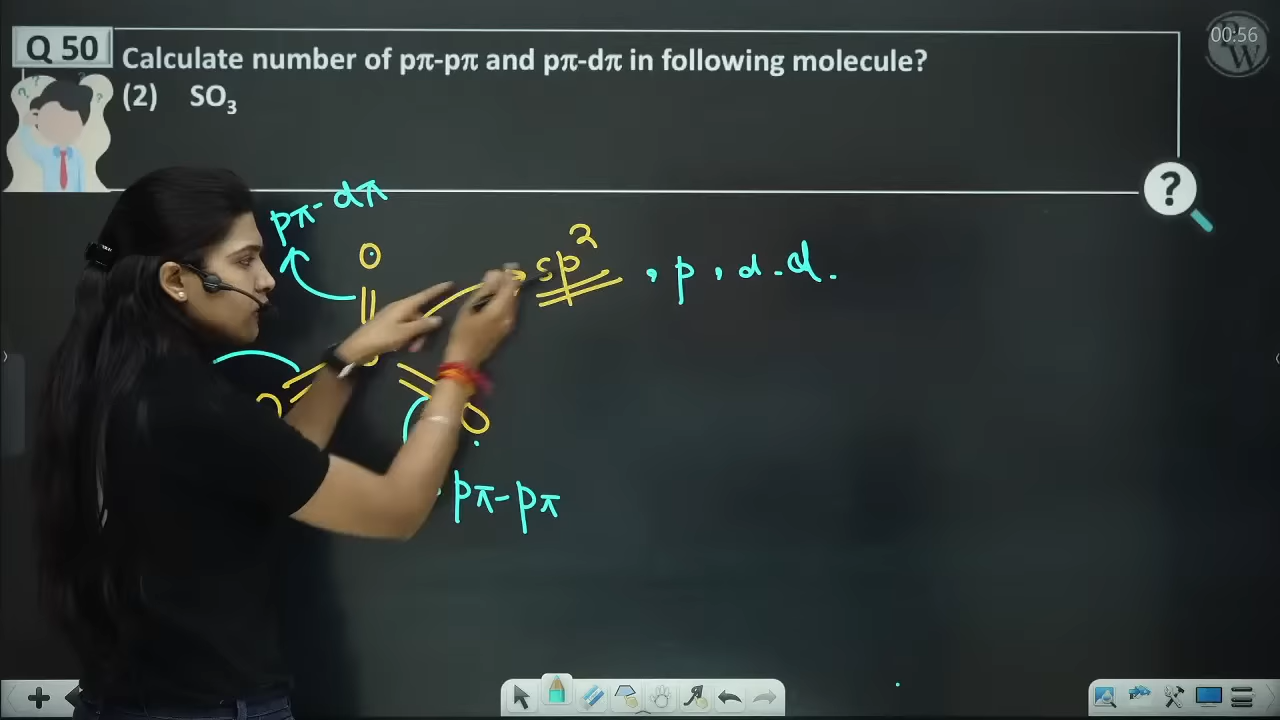 00:56
Q 50
Calculate number of pπ-pπ and pπ-dπ in following molecule?
(2) SO₃
?
pπ-dπ
O
sp², p, d-d.
O
O
pπ-pπ